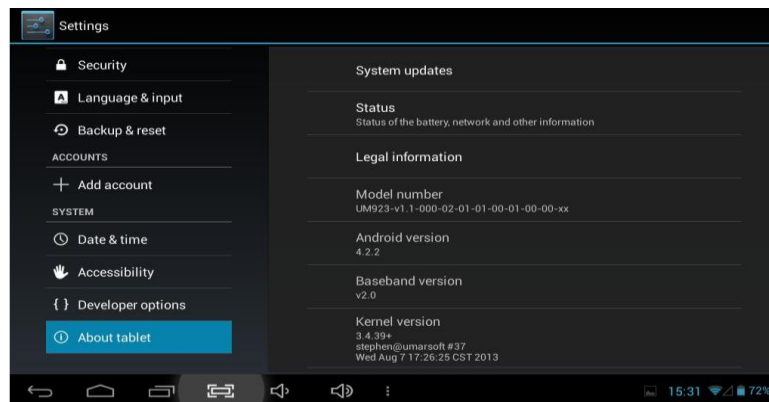 Settings
Security
Language & input
Backup & reset
ACCOUNTS
Add account
SYSTEM
Date & time
Accessibility
{ } Developer options
About tablet
System updates
Status
Status of the battery, network and other information
Legal information
Model number
UM923-v1.1-000-02-01-01-00-01-00-00-xx
Android version
4.2.2
Baseband version
v2.0
Kernel version
3.4.39+
stephen@umarsoft #37
Wed Aug 7 17:26:25 CST 2013
15:31 72%